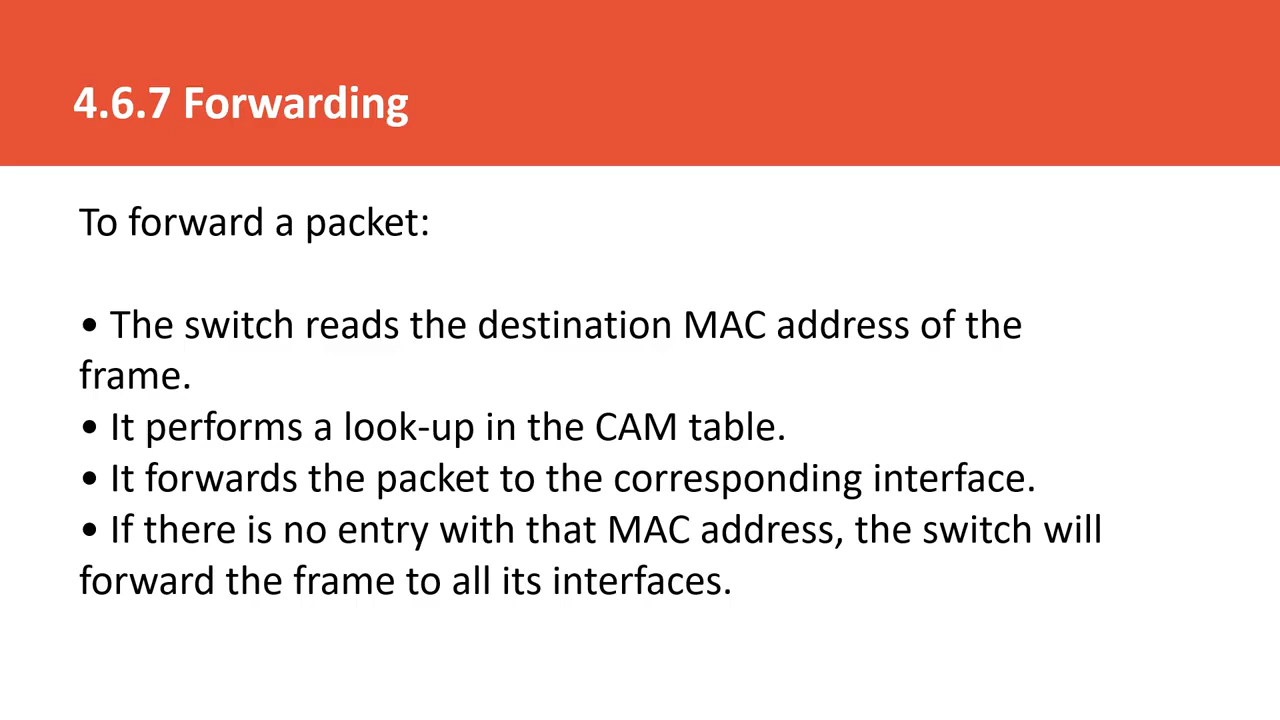 4.6.7 Forwarding
To forward a packet:
• The switch reads the destination MAC address of the
frame.
• It performs a look-up in the CAM table.
• It forwards the packet to the corresponding interface.
• If there is no entry with that MAC address, the switch will
forward the frame to all its interfaces.